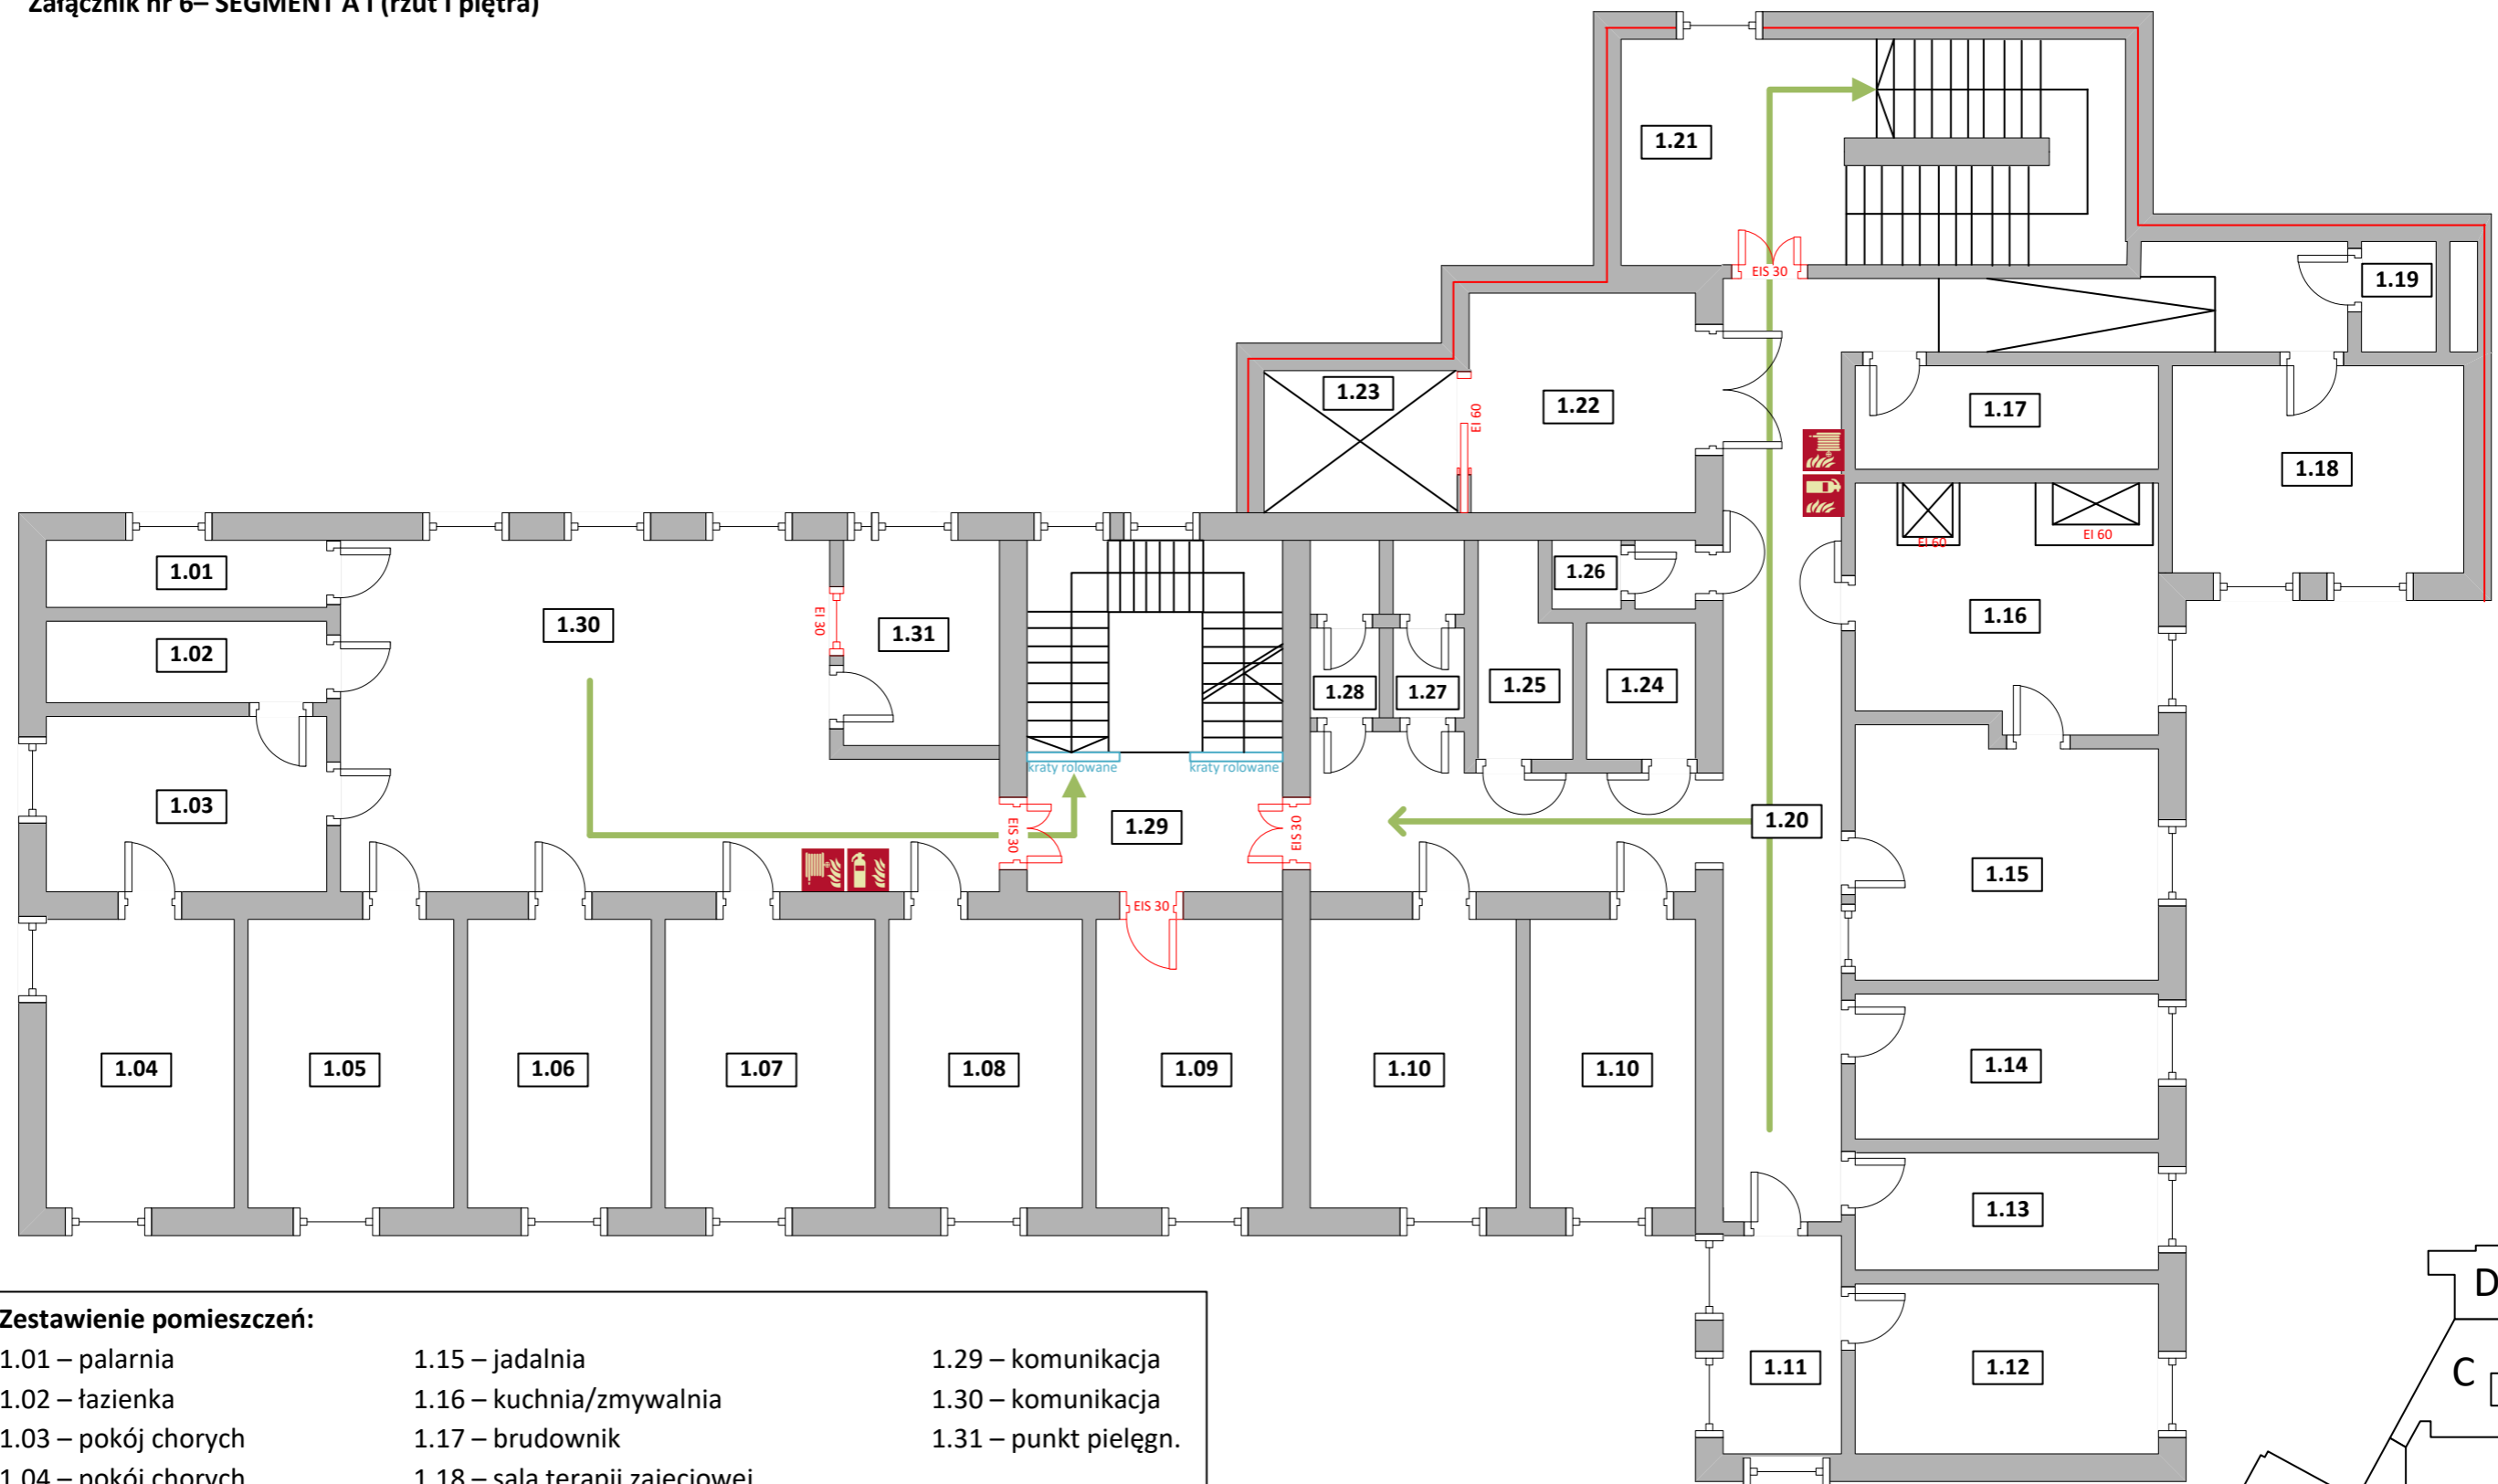 Załącznik nr 6– SEGMENT A I (rzut I piętra)
1.21
EIS 30
1.19
1.23
1.22
EI 60
1.17
1.18
EI 60
EI 60
1.01
1.30
EI 30
1.31
1.26
1.16
1.02
1.28
1.27
1.25
1.24
kraty rolowane
kraty rolowane
1.03
EIS 30
1.29
EIS 30
1.20
1.15
EIS 30
1.04
1.05
1.06
1.07
1.08
1.09
1.10
1.10
1.14
1.13
1.11
1.12
D
C
Zestawienie pomieszczeń:
1.01 – palarnia
1.02 – łazienka
1.03 – pokój chorych
1.04 – pokój chorych
1.15 – jadalnia
1.16 – kuchnia/zmywalnia
1.17 – brudownik
1.18 – sala terapii zajęciowej
1.29 – komunikacja
1.30 – komunikacja
1.31 – punkt pielęgn.